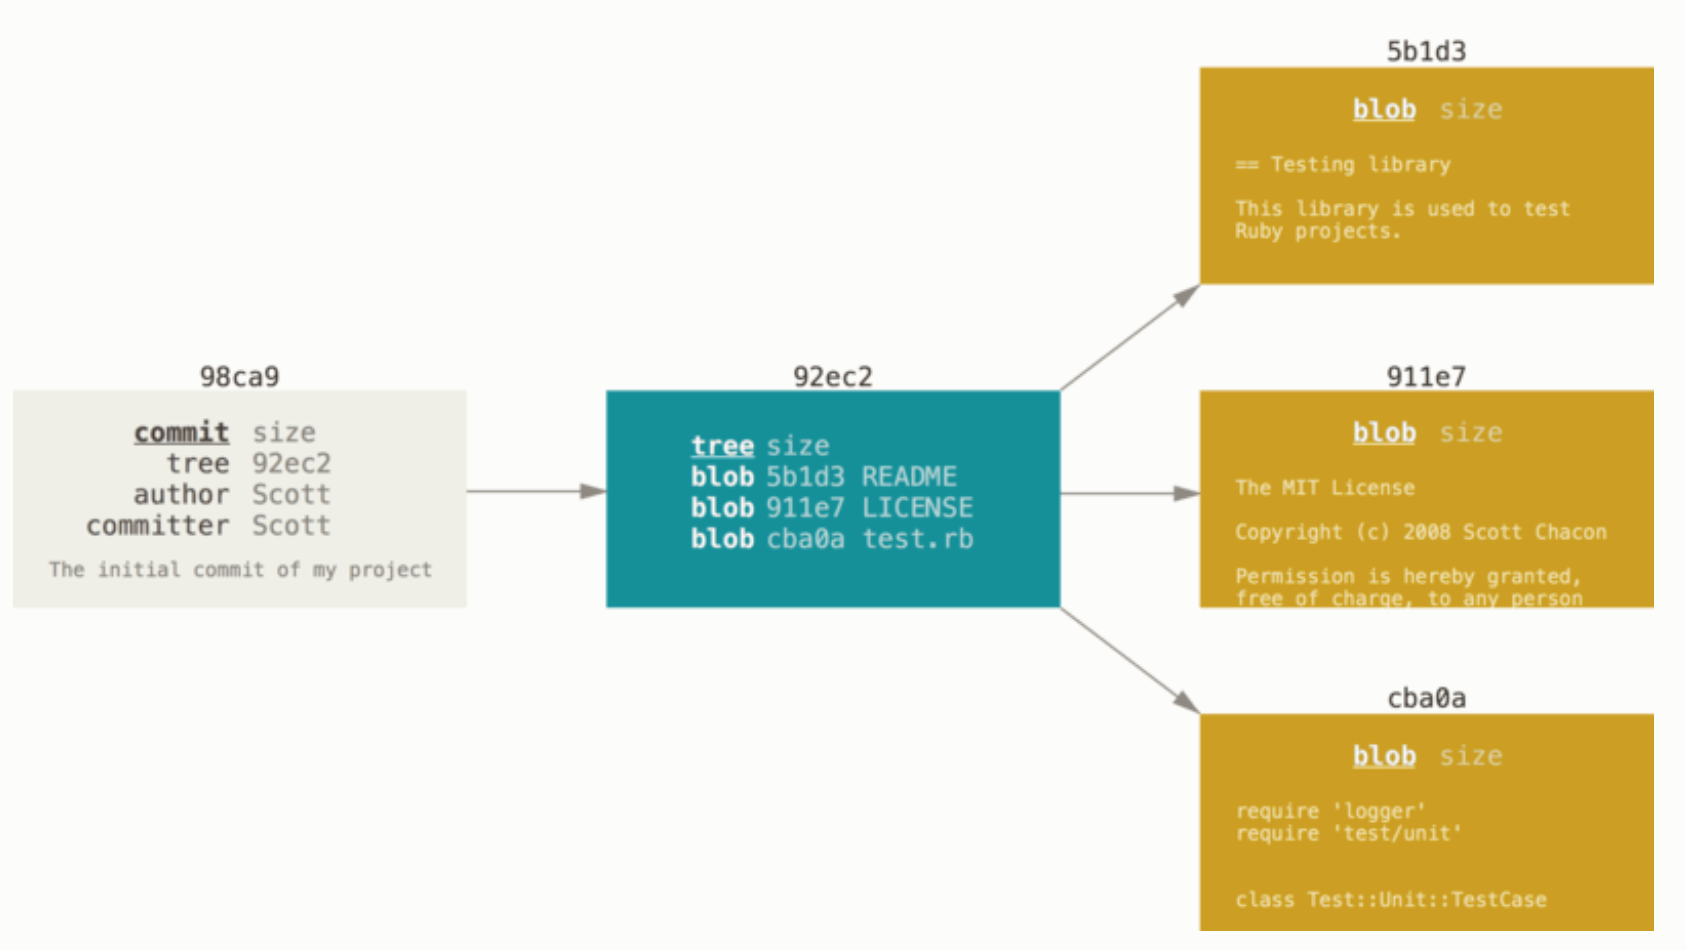 98ca9
commit size
tree 92ec2
author Scott
committer Scott
The initial commit of my project
92ec2
tree size
blob 5b1d3 README
blob 911e7 LICENSE
blob cba0a test.rb
5b1d3
blob size
== Testing library
This library is used to test
Ruby projects.
911e7
blob size
The MIT License
Copyright (c) 2008 Scott Chacon
Permission is hereby granted,
free of charge, to any person
cba0a
blob size
require 'logger'
require 'test/unit'
class Test::Unit::TestCase